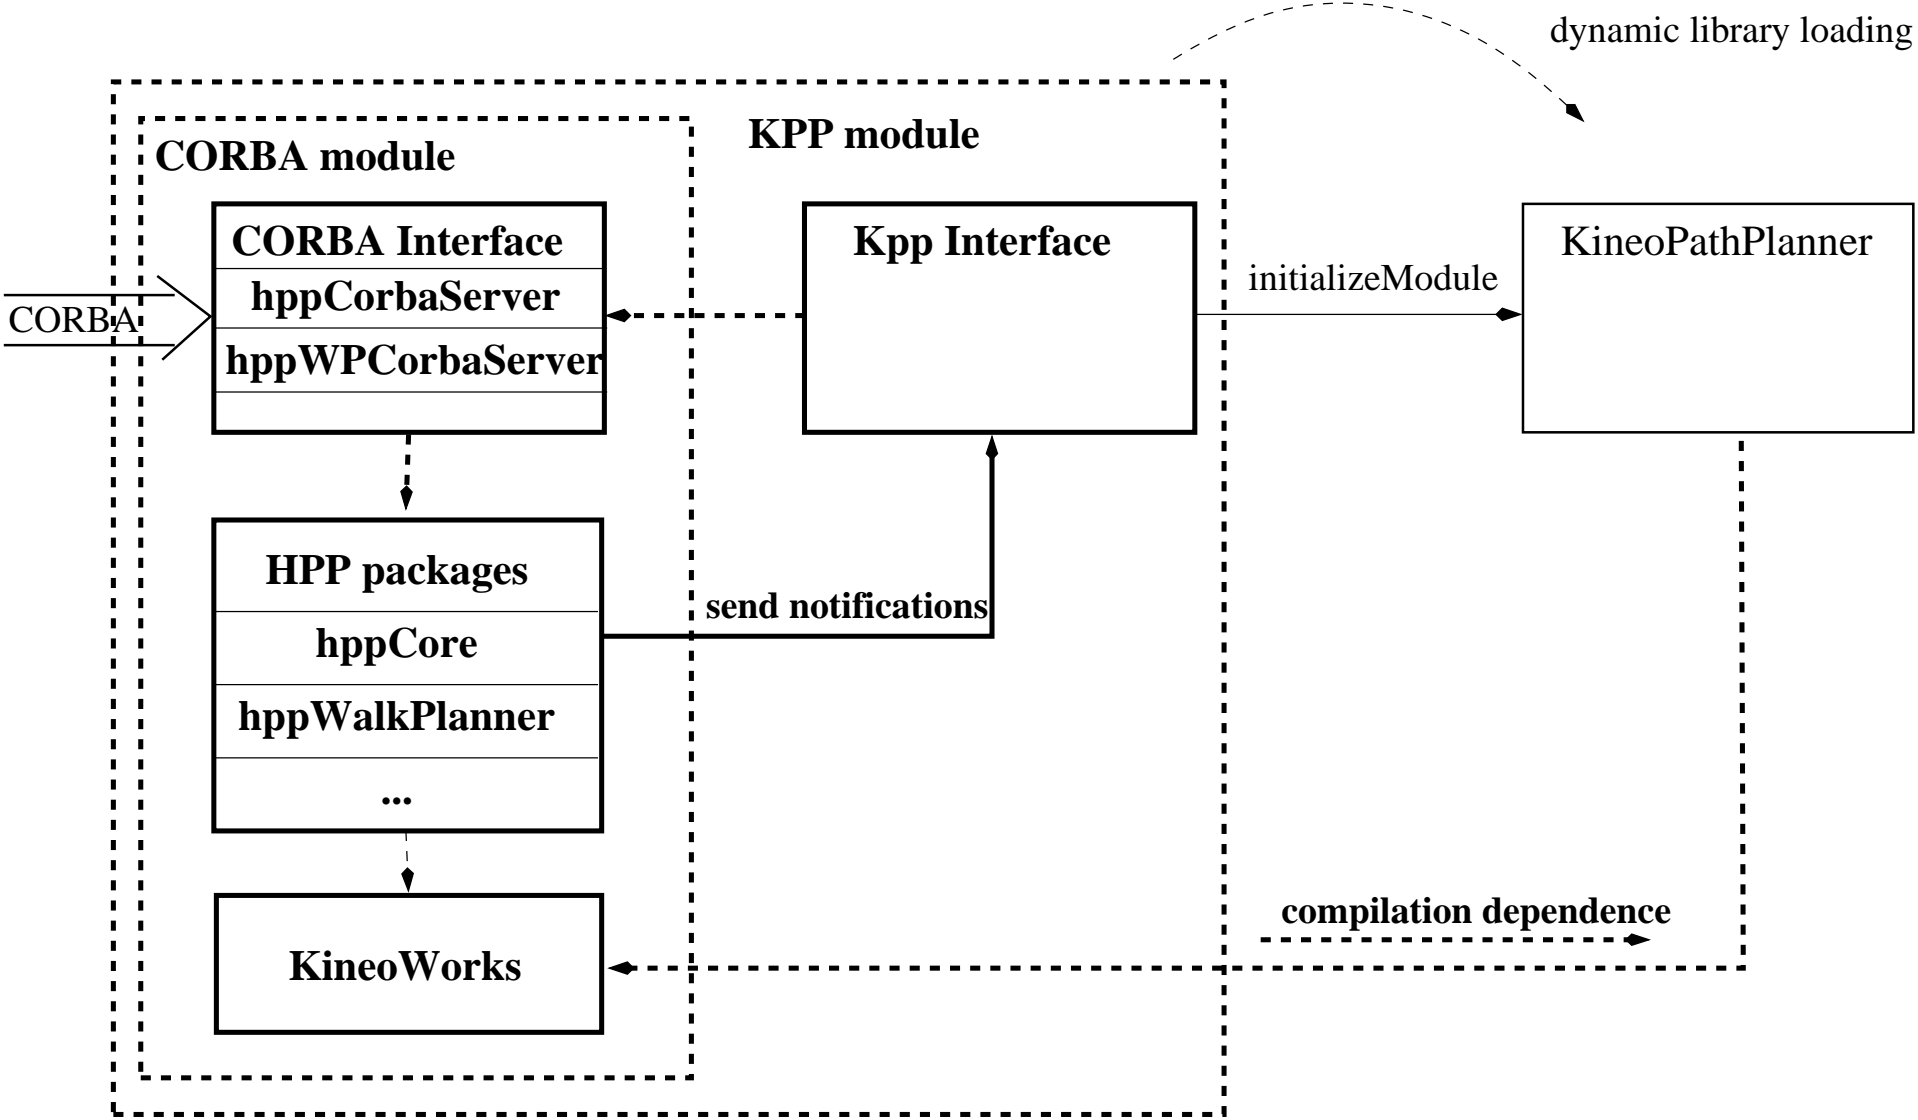 dynamic library loading
KPP module
CORBA module
CORBA Interface
hppCorbaServer
hppWPCorbaServer
CORBA
Kpp Interface
initializeModule
KineoPathPlanner
HPP packages
hppCore
hppWalkPlanner
...
send notifications
compilation dependence
KineoWorks